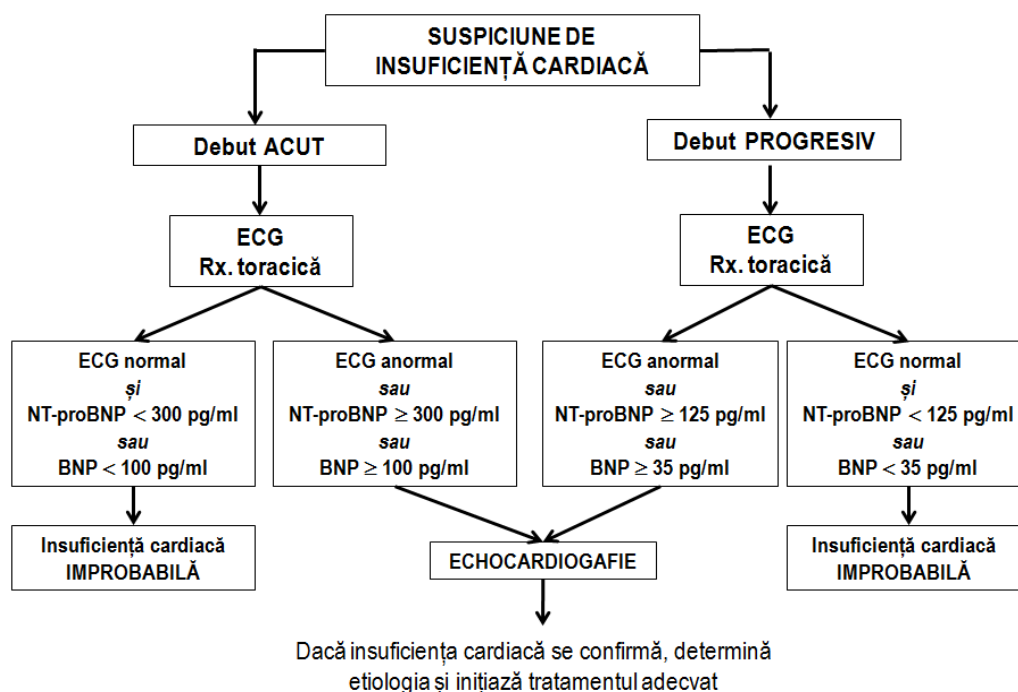 SUSPICIUNE DE
INSUFICIENȚĂ CARDIACĂ
Debut ACUT
Debut PROGRESIV
ECG
Rx. toracică
ECG
Rx. toracică
ECG normal
și
NT-proBNP < 300 pg/ml
sau
BNP < 100 pg/ml
ECG anormal
sau
NT-proBNP ≥ 300 pg/ml
sau
BNP ≥ 100 pg/ml
ECG anormal
sau
NT-proBNP ≥ 125 pg/ml
sau
BNP ≥ 35 pg/ml
ECG normal
și
NT-proBNP < 125 pg/ml
sau
BNP < 35 pg/ml
Insuficiență cardiacă
IMPROBABILĂ
ECHOCARDIOGAFIE
Insuficiență cardiacă
IMPROBABILĂ
Dacă insuficiența cardiacă se confirmă, determină
etiologia și inițiază tratamentul adecvat